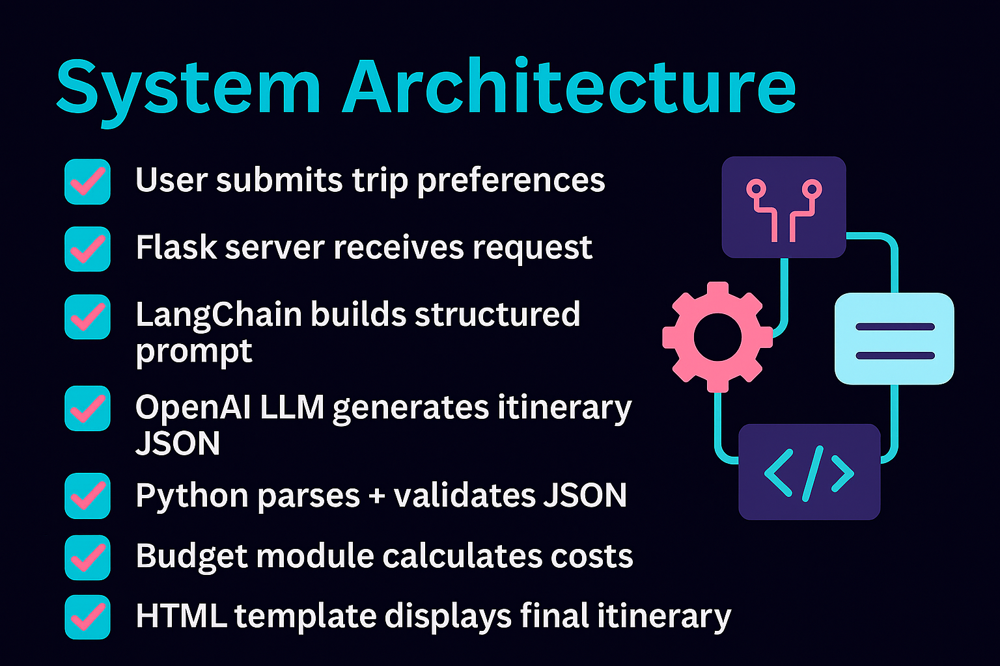 System Architecture
User submits trip preferences
Flask server receives request
LangChain builds structured
prompt
OpenAI LLM generates itinerary
JSON
Python parses + validates JSON
Budget module calculates costs
HTML template displays final itinerary
</>